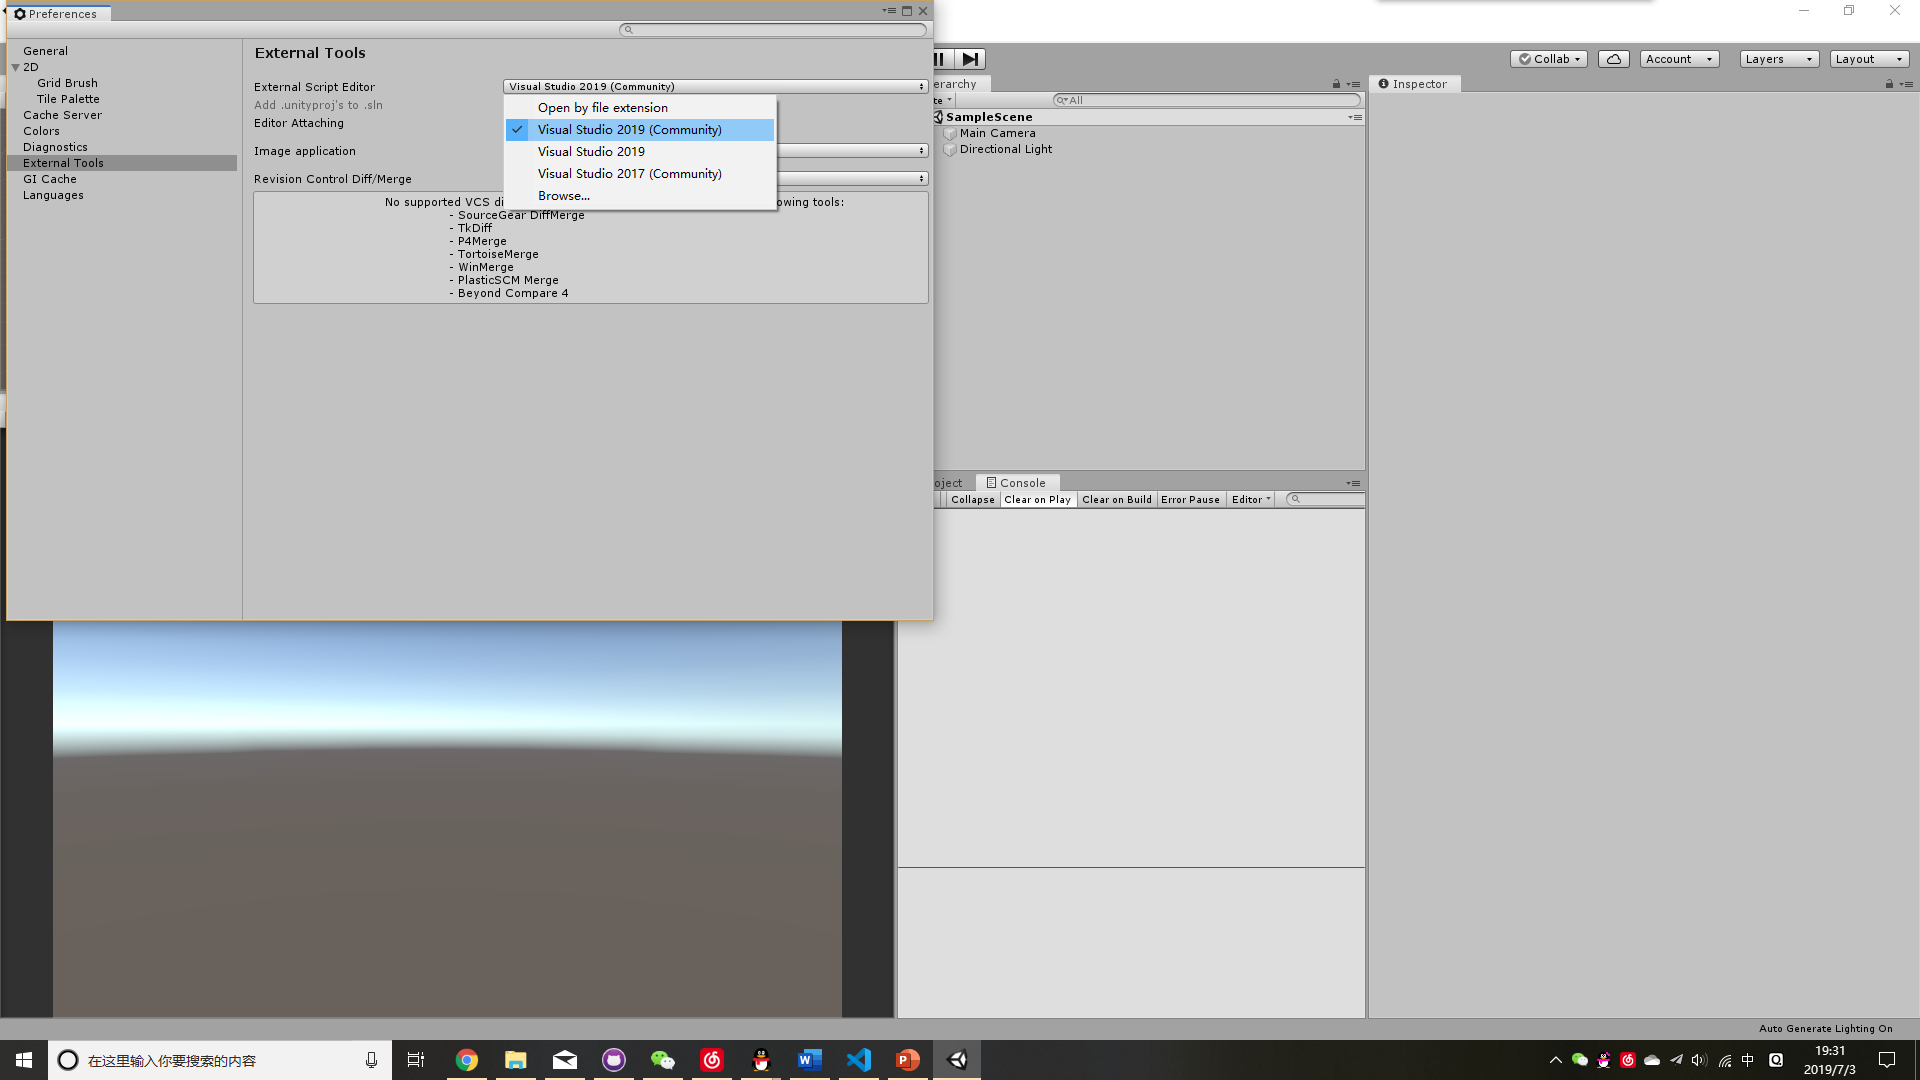 Preferences
General
2D
Grid Brush
Tile Palette
Cache Server
Colors
Diagnostics
External Tools
GI Cache
Languages
External Tools
External Script Editor
Visual Studio 2019 (Community)
Add .unityproj's to .sln
Editor Attaching
Image application
Revision Control Diff/Merge
Open by file extension
Visual Studio 2019 (Community)
Visual Studio 2019
Visual Studio 2017 (Community)
Browse...
No supported VCS di
owing tools:
- SourceGear DiffMerge
- TkDiff
- P4Merge
- TortoiseMerge
- WinMerge
- PlasticSCM Merge
- Beyond Compare 4
Collab
Account
Layers
Layout
erarchy
te
All
SampleScene
Main Camera
Directional Light
Inspector
oject
Console
Collapse
Clear on Play
Clear on Build
Error Pause
Editor
Auto Generate Lighting On
在这里输入你要搜索的内容
中
19:31
2019/7/3